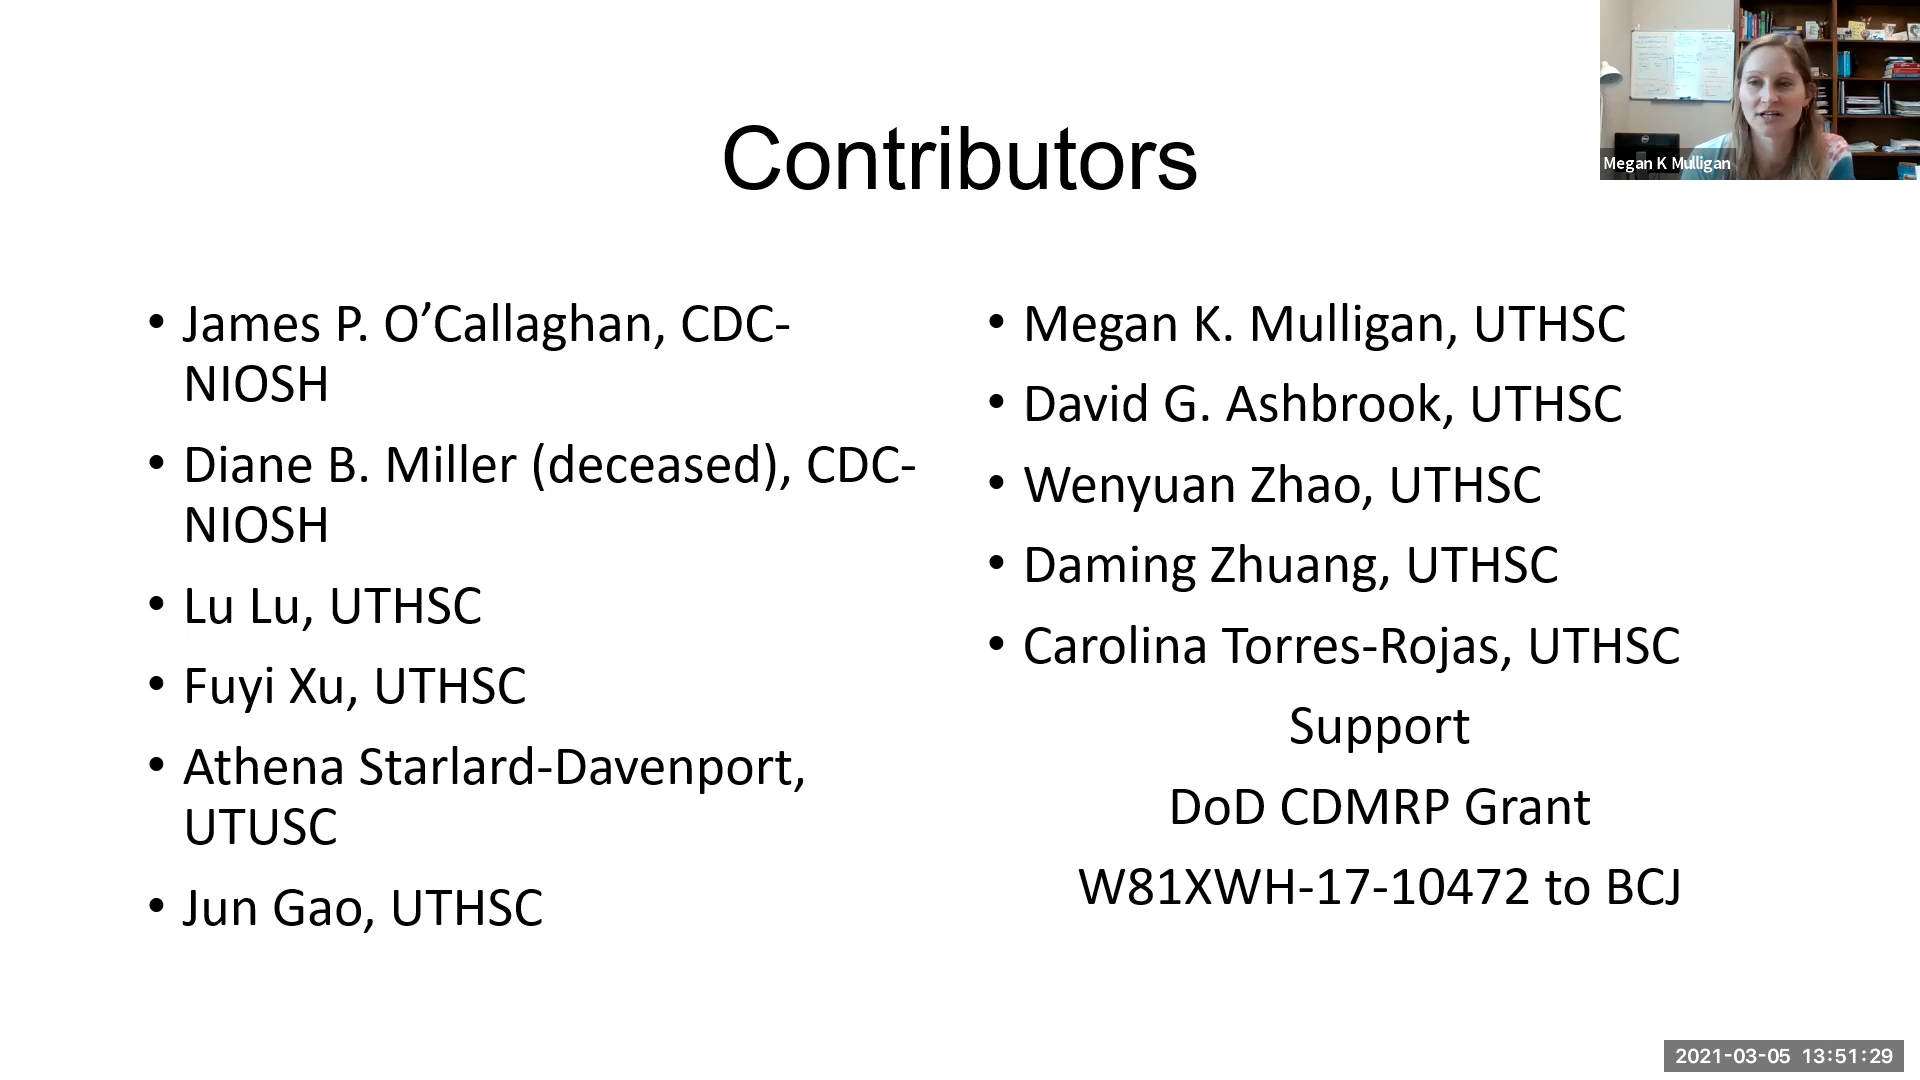 Megan K Mulligan
Contributors
• James P. O’Callaghan, CDC-
NIOSH
• Diane B. Miller (deceased), CDC-
NIOSH
• Lu Lu, UTHSC
• Fuyi Xu, UTHSC
• Athena Starlard-Davenport,
UTUSC
• Jun Gao, UTHSC
• Megan K. Mulligan, UTHSC
• David G. Ashbrook, UTHSC
• Wenyuan Zhao, UTHSC
• Daming Zhuang, UTHSC
• Carolina Torres-Rojas, UTHSC
Support
DoD CDMRP Grant
W81XWH-17-10472 to BCJ
2021-03-05 13:51:29